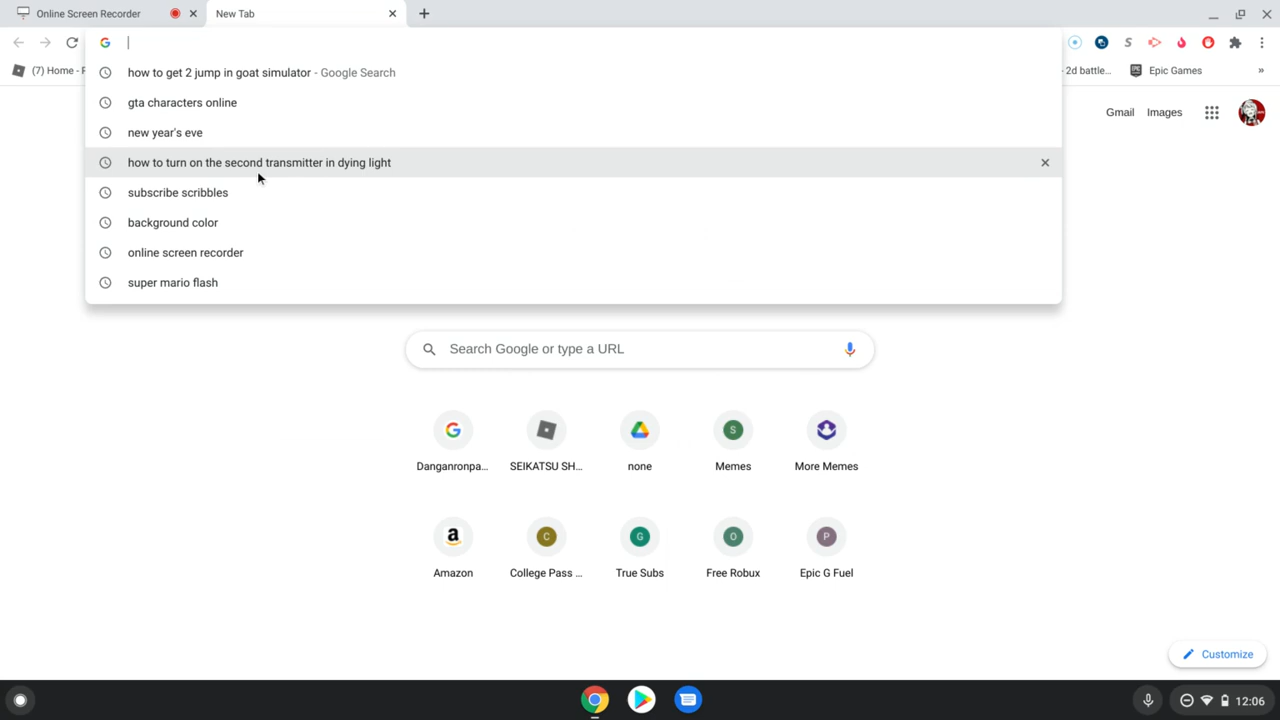 Online Screen Recorder
New Tab
how to get 2 jump in goat simulator - Google Search
(7) Home - R
2d battle...
Epic Games
»
gta characters online
Gmail
Images
new year's eve
how to turn on the second transmitter in dying light
subscribe scribbles
background color
online screen recorder
super mario flash
Search Google or type a URL
Danganronpa...
SEIKATSU SH...
none
Memes
More Memes
Amazon
College Pass ...
True Subs
Free Robux
Epic G Fuel
Customize
12:06